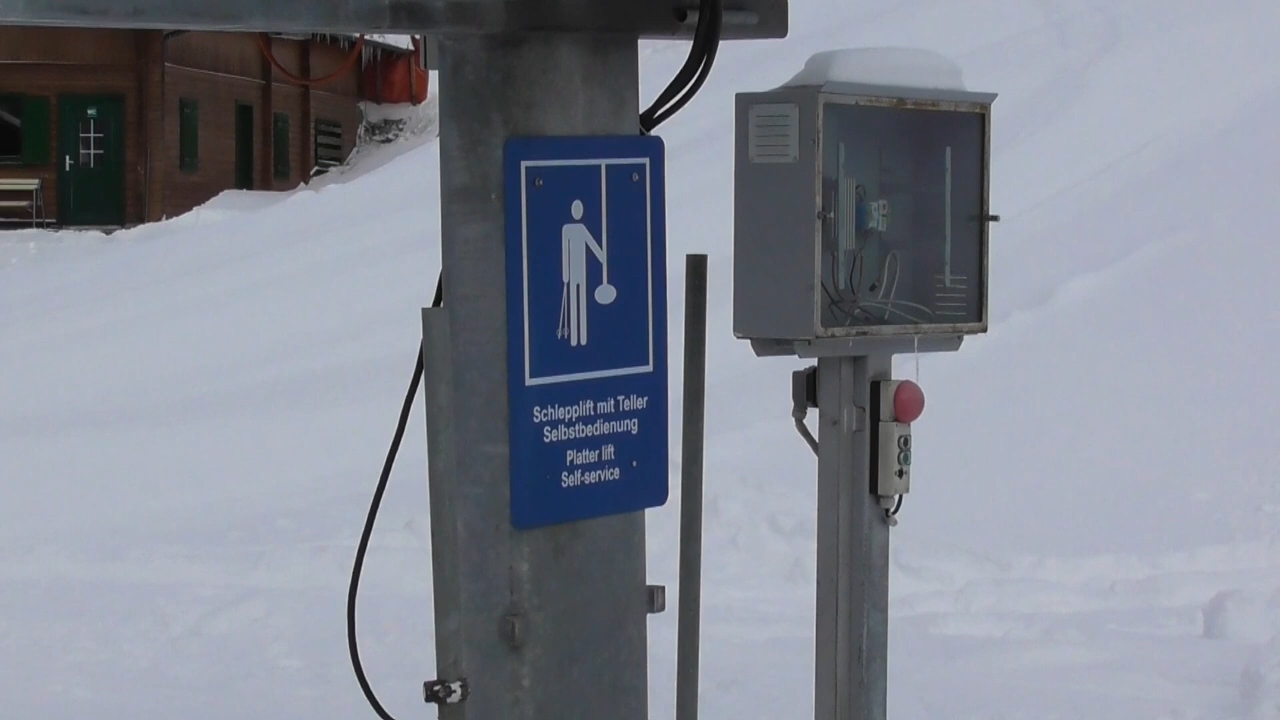 Schlepplift mit Teller
Selbstbedienung
Platter lift
Self-service